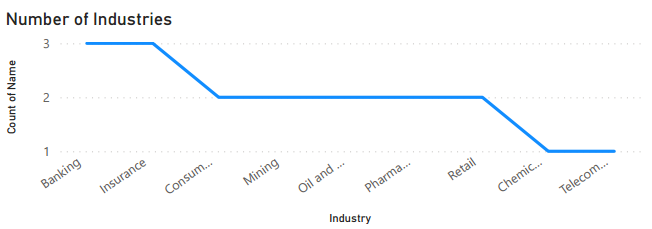 Number of Industries
Count of Name
3
2
1
Banking
Insurance
Consum...
Mining
Oil and ...
Pharma...
Retail
Chemic...
Telecom...
Industry